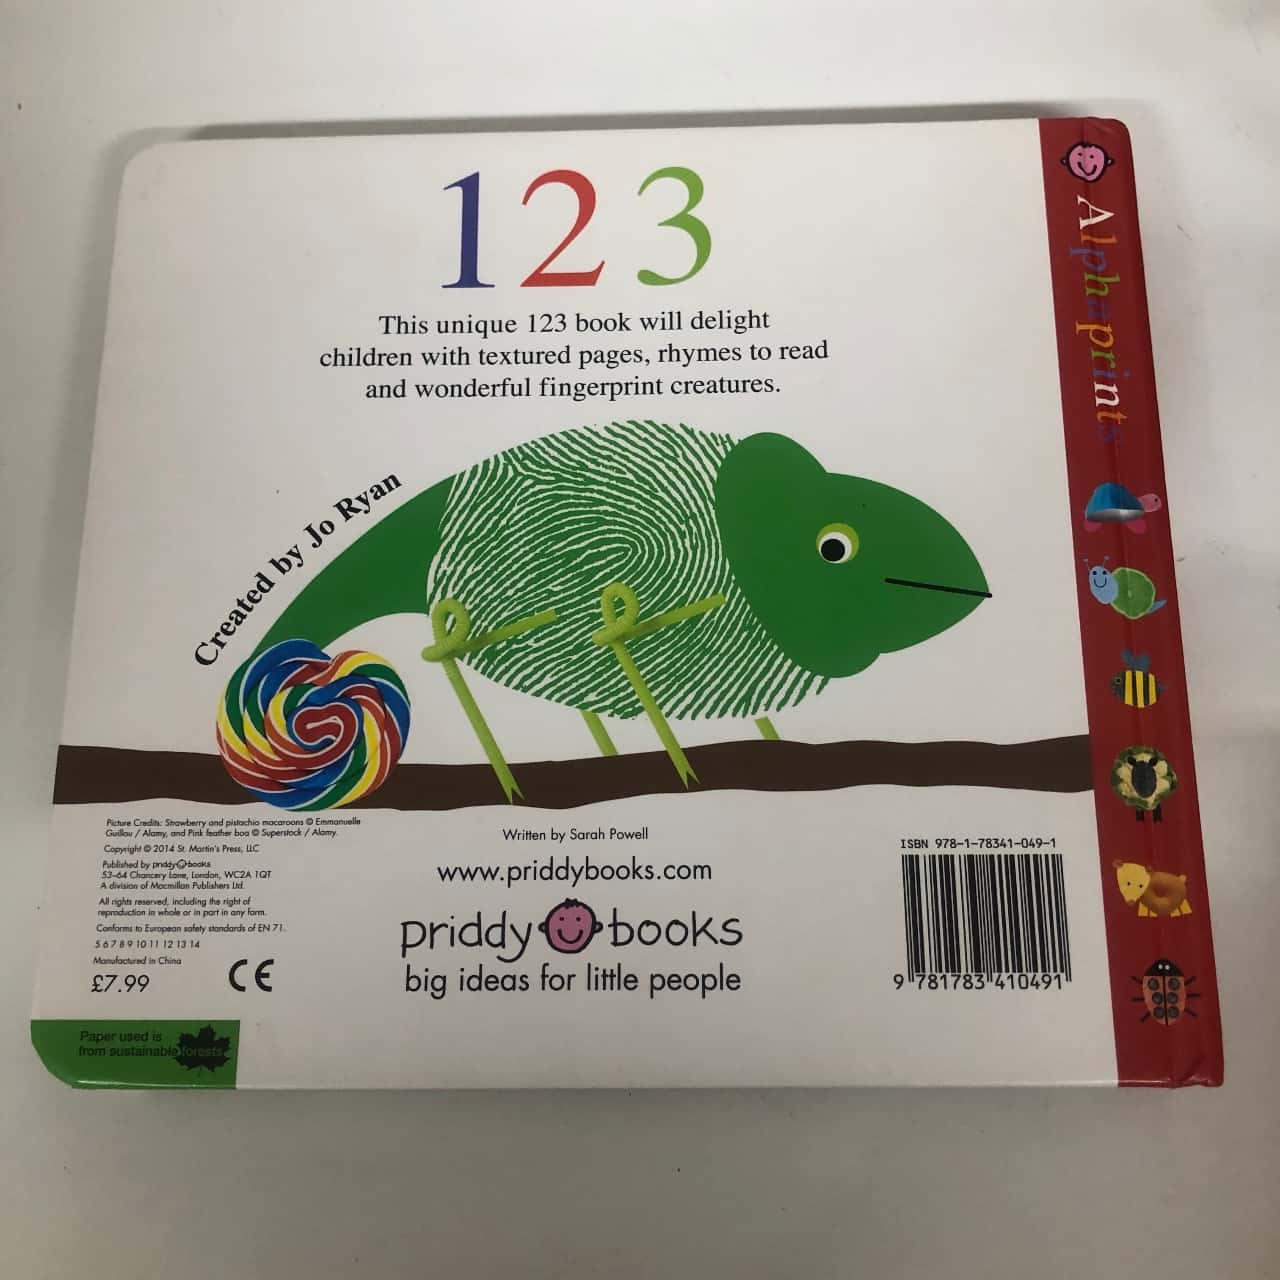 1 2 3
This unique 123 book will delight
children with textured pages, rhymes to read
and wonderful fingerprint creatures.
Created by Jo Ryan
Picture Credits: Strawberry and pistachio macaroons © Emmanuelle
Guillou / Alamy, and Pink feather boa © Superstock / Alamy.
Copyright © 2014 St. Martin's Press, LLC
Published by priddy books
53–64 Chancery Lane, London, WC2A 1QT
A division of Macmillan Publishers Ltd.
All rights reserved, including the right of
reproduction in whole or in part in any form.
Conforms to European safety standards of EN 71.
5 6 7 8 9 10 11 12 13 14
Manufactured in China
£7.99
CE
Paper used is
from sustainable forests
Written by Sarah Powell
www.priddybooks.com
priddy books
big ideas for little people
ISBN 978-1-78341-049-1
9 781783 410491
Alphaprints